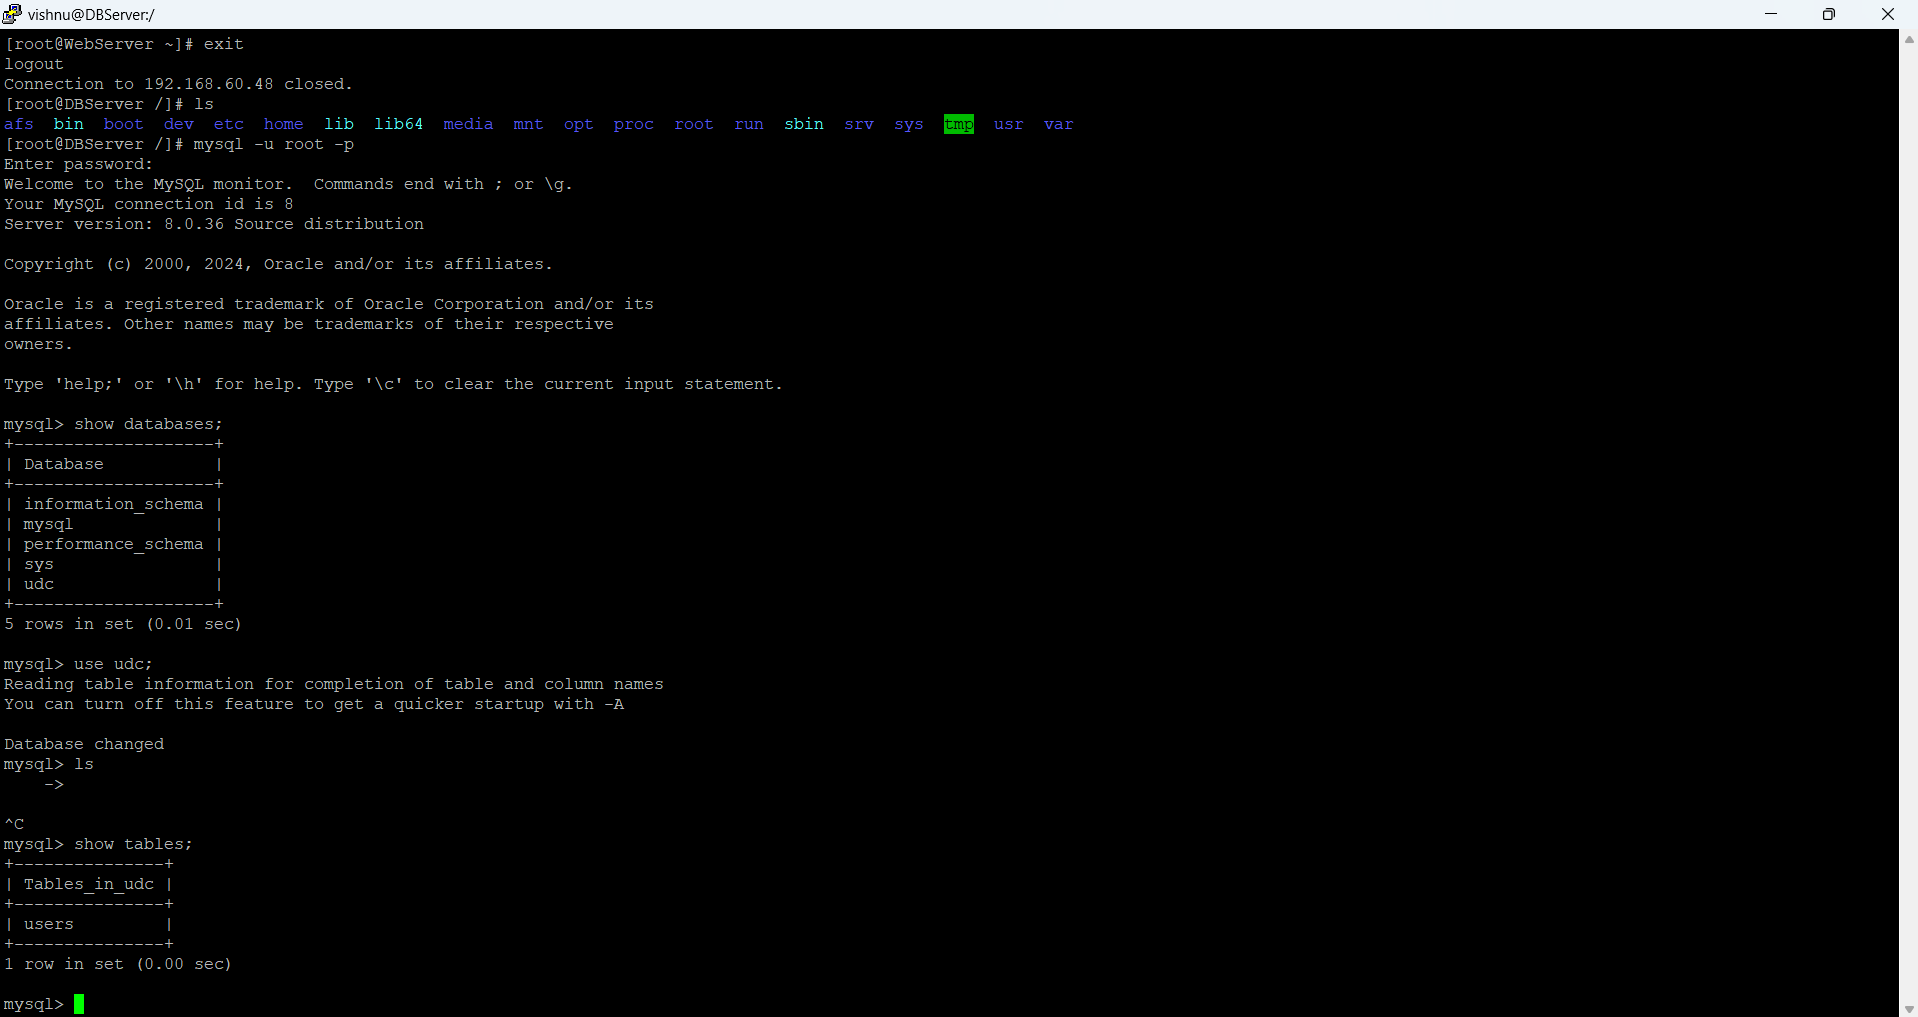 vishnu@DBServer:/
[root@WebServer ~]# exit
logout
Connection to 192.168.60.48 closed.
[root@DBServer /]# ls
afs  bin  boot  dev  etc  home  lib  lib64  media  mnt  opt  proc  root  run  sbin  srv  sys  tmp  usr  var
[root@DBServer /]# mysql -u root -p
Enter password:
Welcome to the MySQL monitor.  Commands end with ; or \g.
Your MySQL connection id is 8
Server version: 8.0.36 Source distribution

Copyright (c) 2000, 2024, Oracle and/or its affiliates.

Oracle is a registered trademark of Oracle Corporation and/or its
affiliates. Other names may be trademarks of their respective
owners.

Type 'help;' or '\h' for help. Type '\c' to clear the current input statement.

mysql> show databases;
+--------------------+
| Database           |
+--------------------+
| information_schema |
| mysql              |
| performance_schema |
| sys                |
| udc                |
+--------------------+
5 rows in set (0.01 sec)

mysql> use udc;
Reading table information for completion of table and column names
You can turn off this feature to get a quicker startup with -A

Database changed
mysql> ls
    ->

^C
mysql> show tables;
+---------------+
| Tables_in_udc |
+---------------+
| users         |
+---------------+
1 row in set (0.00 sec)

mysql>